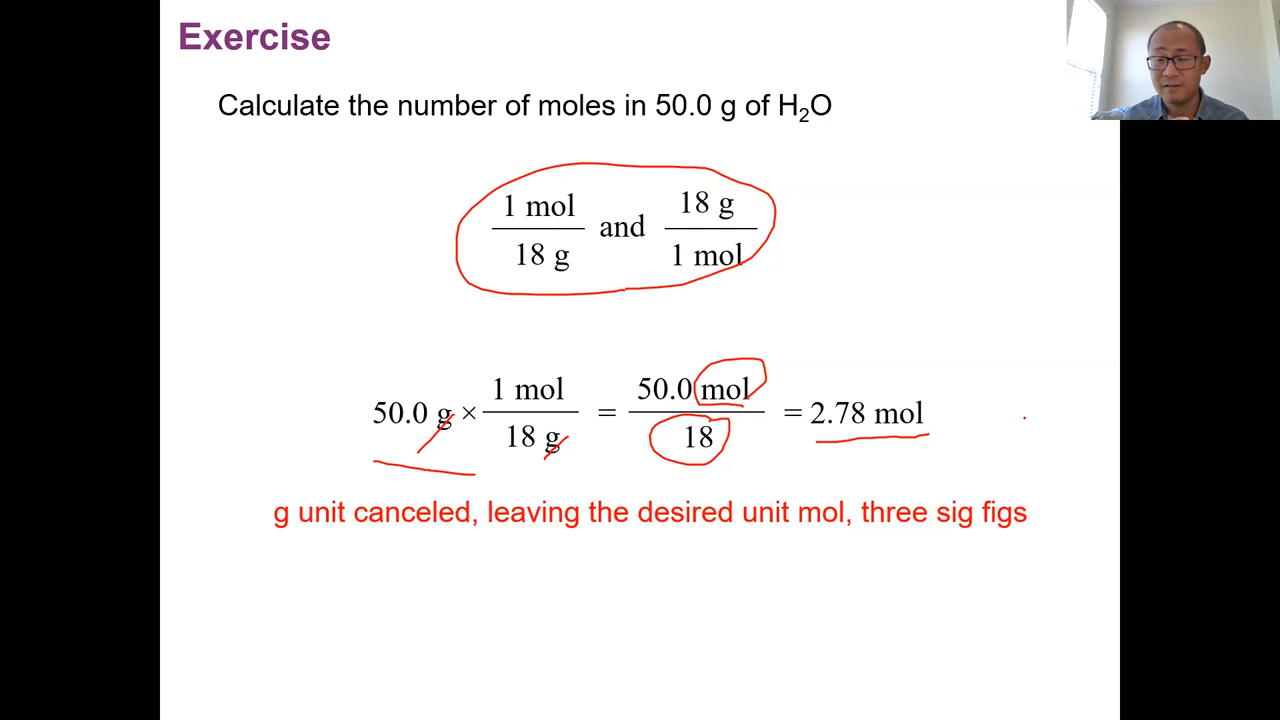 Exercise
Calculate the number of moles in 50.0 g of H₂O
1 mol / 18 g and 18 g / 1 mol
50.0 g × 1 mol / 18 g = 50.0 mol / 18 = 2.78 mol
g unit canceled, leaving the desired unit mol, three sig figs